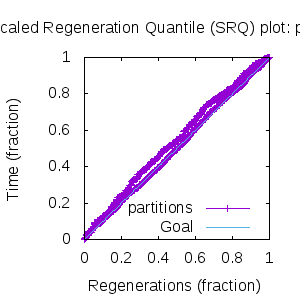 caled Regeneration Quantile (SRQ) plot: p
1
0.8
0.6
0.4
0.2
0
0 0.2 0.4 0.6 0.8 1
Time (fraction)
partitions
Goal
Regenerations (fraction)